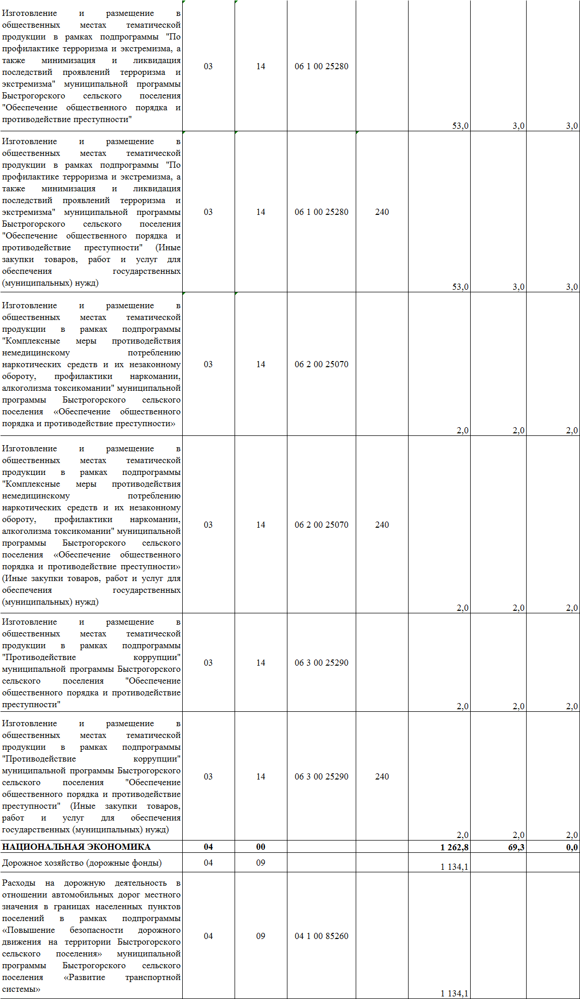 Изготовление и размещение в
общественных местах тематической
продукции в рамках подпрограммы "По
профилактике терроризма и экстремизма, а
также минимизация и ликвидация
последствий проявлений терроризма и
экстремизма" муниципальной программы
Быстрогорского сельского поселения
"Обеспечение общественного порядка и
противодействие преступности"
03 14 06 1 00 25280
53,0 3,0 3,0
Изготовление и размещение в
общественных местах тематической
продукции в рамках подпрограммы "По
профилактике терроризма и экстремизма, а
также минимизация и ликвидация
последствий проявлений терроризма и
экстремизма" муниципальной программы
Быстрогорского сельского поселения
"Обеспечение общественного порядка и
противодействие преступности" (Иные
закупки товаров, работ и услуг для
обеспечения государственных
(муниципальных) нужд)
03 14 06 1 00 25280 240
53,0 3,0 3,0
Изготовление и размещение в
общественных местах тематической
продукции в рамках подпрограммы
"Комплексные меры противодействия
немедицинскому потреблению
наркотических средств и их незаконному
обороту, профилактики наркомании,
алкоголизма токсикомании" муниципальной
программы Быстрогорского сельского
поселения «Обеспечение общественного
порядка и противодействие преступности»
03 14 06 2 00 25070
2,0 2,0 2,0
Изготовление и размещение в
общественных местах тематической
продукции в рамках подпрограммы
"Комплексные меры противодействия
немедицинскому потреблению
наркотических средств и их незаконному
обороту, профилактики наркомании,
алкоголизма токсикомании" муниципальной
программы Быстрогорского сельского
поселения «Обеспечение общественного
порядка и противодействие преступности»
(Иные закупки товаров, работ и услуг для
обеспечения государственных
(муниципальных) нужд)
03 14 06 2 00 25070 240
2,0 2,0 2,0
Изготовление и размещение в
общественных местах тематической
продукции в рамках подпрограммы
"Противодействие коррупции"
муниципальной программы Быстрогорского
сельского поселения "Обеспечение
общественного порядка и противодействие
преступности"
03 14 06 3 00 25290
2,0 2,0 2,0
Изготовление и размещение в
общественных местах тематической
продукции в рамках подпрограммы
"Противодействие коррупции"
муниципальной программы Быстрогорского
сельского поселения "Обеспечение
общественного порядка и противодействие
преступности" (Иные закупки товаров,
работ и услуг для обеспечения
государственных (муниципальных) нужд)
03 14 06 3 00 25290 240
2,0 2,0 2,0
НАЦИОНАЛЬНАЯ ЭКОНОМИКА 04 00 1 262,8 69,3 0,0
Дорожное хозяйство (дорожные фонды) 04 09 1 134,1
Расходы на дорожную деятельность в
отношении автомобильных дорог местного
значения в границах населенных пунктов
поселений в рамках подпрограммы
«Повышение безопасности дорожного
движения на территории Быстрогорского
сельского поселения» муниципальной
программы Быстрогорского сельского
поселения «Развитие транспортной
системы»
04 09 04 1 00 85260
1 134,1